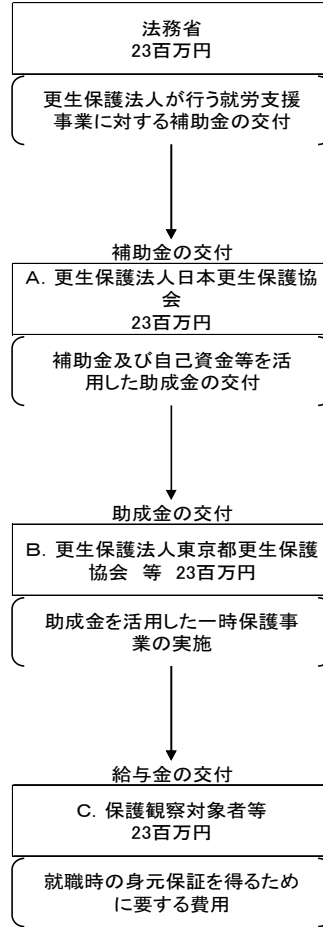 法務省
23百万円
更生保護法人が行う就労支援
事業に対する補助金の交付
補助金の交付
A. 更生保護法人日本更生保護協
会
23百万円
補助金及び自己資金等を活
用した助成金の交付
助成金の交付
B. 更生保護法人東京都更生保護
協会 等 23百万円
助成金を活用した一時保護事
業の実施
給与金の交付
C. 保護観察対象者等
23百万円
就職時の身元保証を得るため
に要する費用